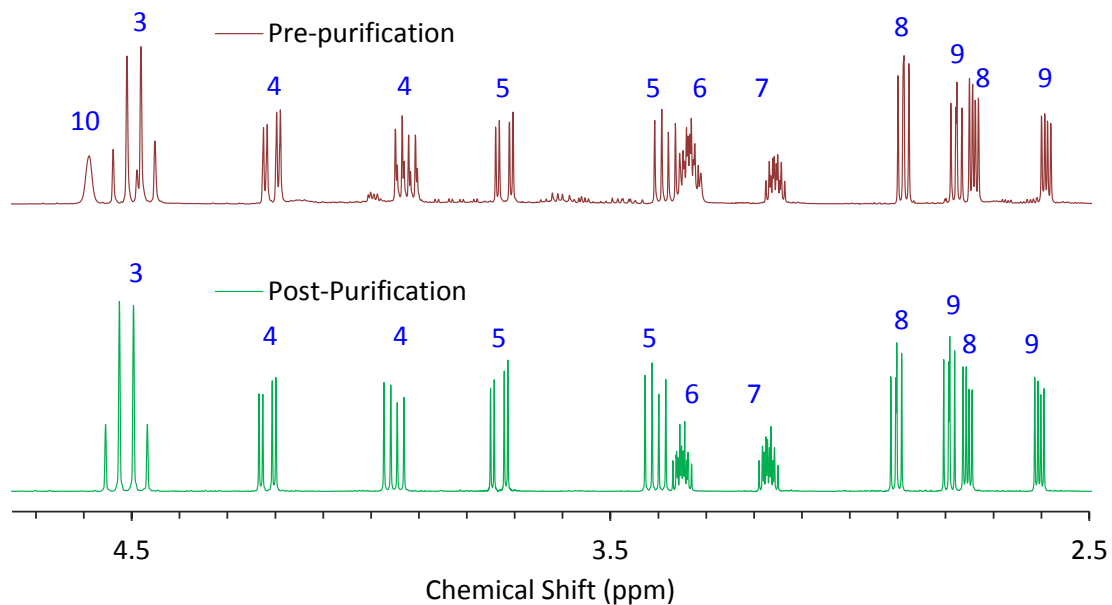 3 Pre-purification 8
4 4 5 5 6 7 9 8 9
10
3 Post-Purification
4 4 5 5 6 7 8 9 8 9
4.5 3.5 2.5
Chemical Shift (ppm)